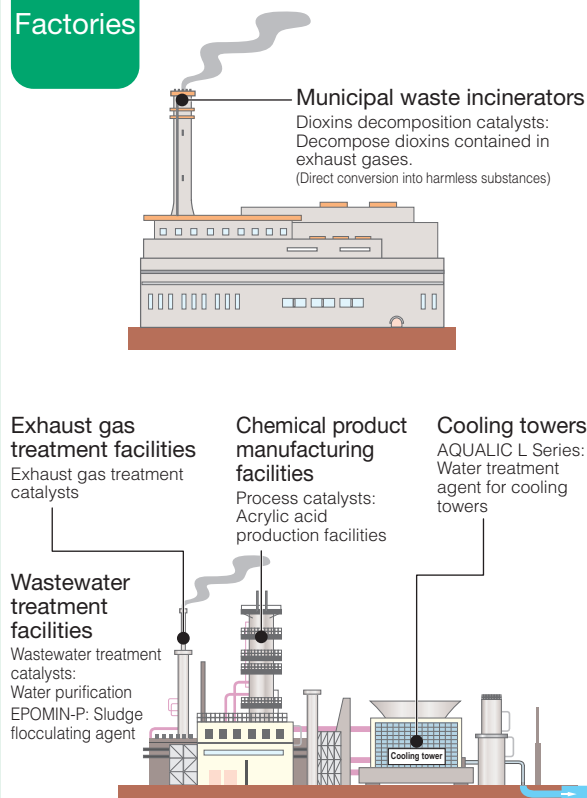 Factories
Municipal waste incinerators
Dioxins decomposition catalysts:
Decompose dioxins contained in
exhaust gases.
(Direct conversion into harmless substances)
Exhaust gas
treatment facilities
Exhaust gas treatment
catalysts
Chemical product
manufacturing
facilities
Process catalysts:
Acrylic acid
production facilities
Cooling towers
AQUALIC L Series:
Water treatment
agent for cooling
towers
Wastewater
treatment
facilities
Wastewater treatment
catalysts:
Water purification
EPOMIN-P: Sludge
flocculating agent
Cooling tower